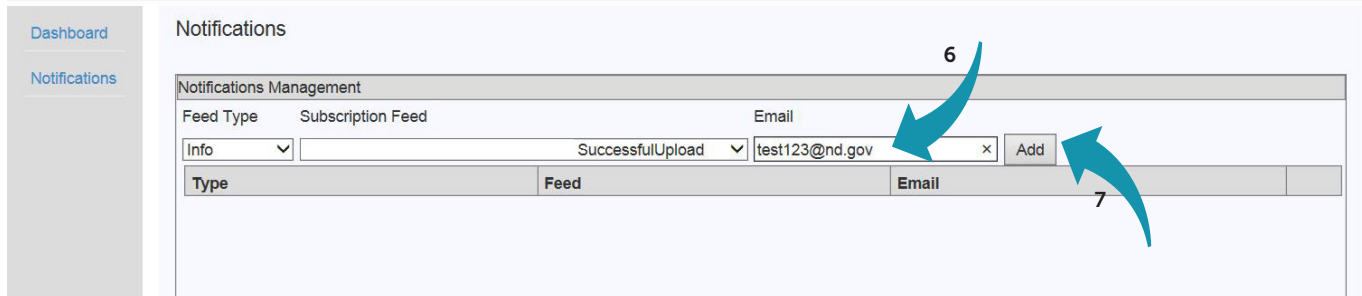 Dashboard
Notifications
Notifications
6
Notifications Management
Feed Type Subscription Feed Email
Info SuccessfulUpload test123@nd.gov × Add
Type Feed Email
7